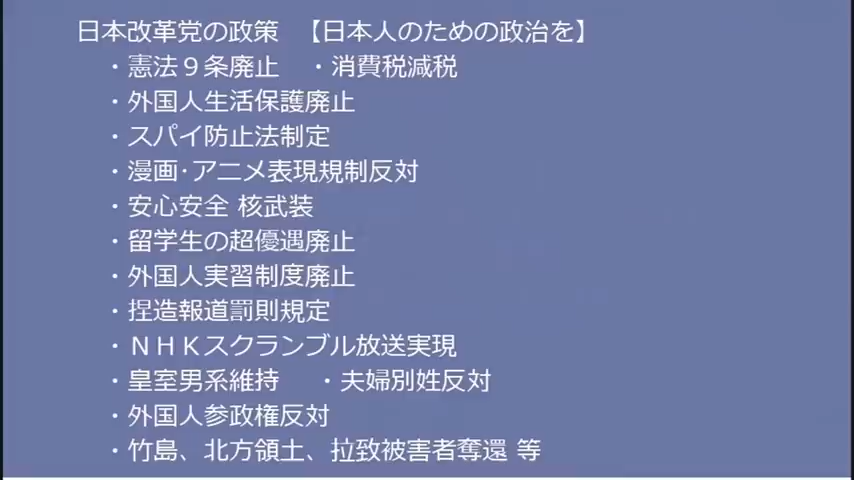 日本改革党の政策 【日本人のための政治を】
・憲法９条廃止 ・消費税減税
・外国人生活保護廃止
・スパイ防止法制定
・漫画･アニメ表現規制反対
・安心安全 核武装
・留学生の超優遇廃止
・外国人実習制度廃止
・捏造報道罰則規定
・ＮＨＫスクランブル放送実現
・皇室男系維持 ・夫婦別姓反対
・外国人参政権反対
・竹島、北方領土、拉致被害者奪還 等